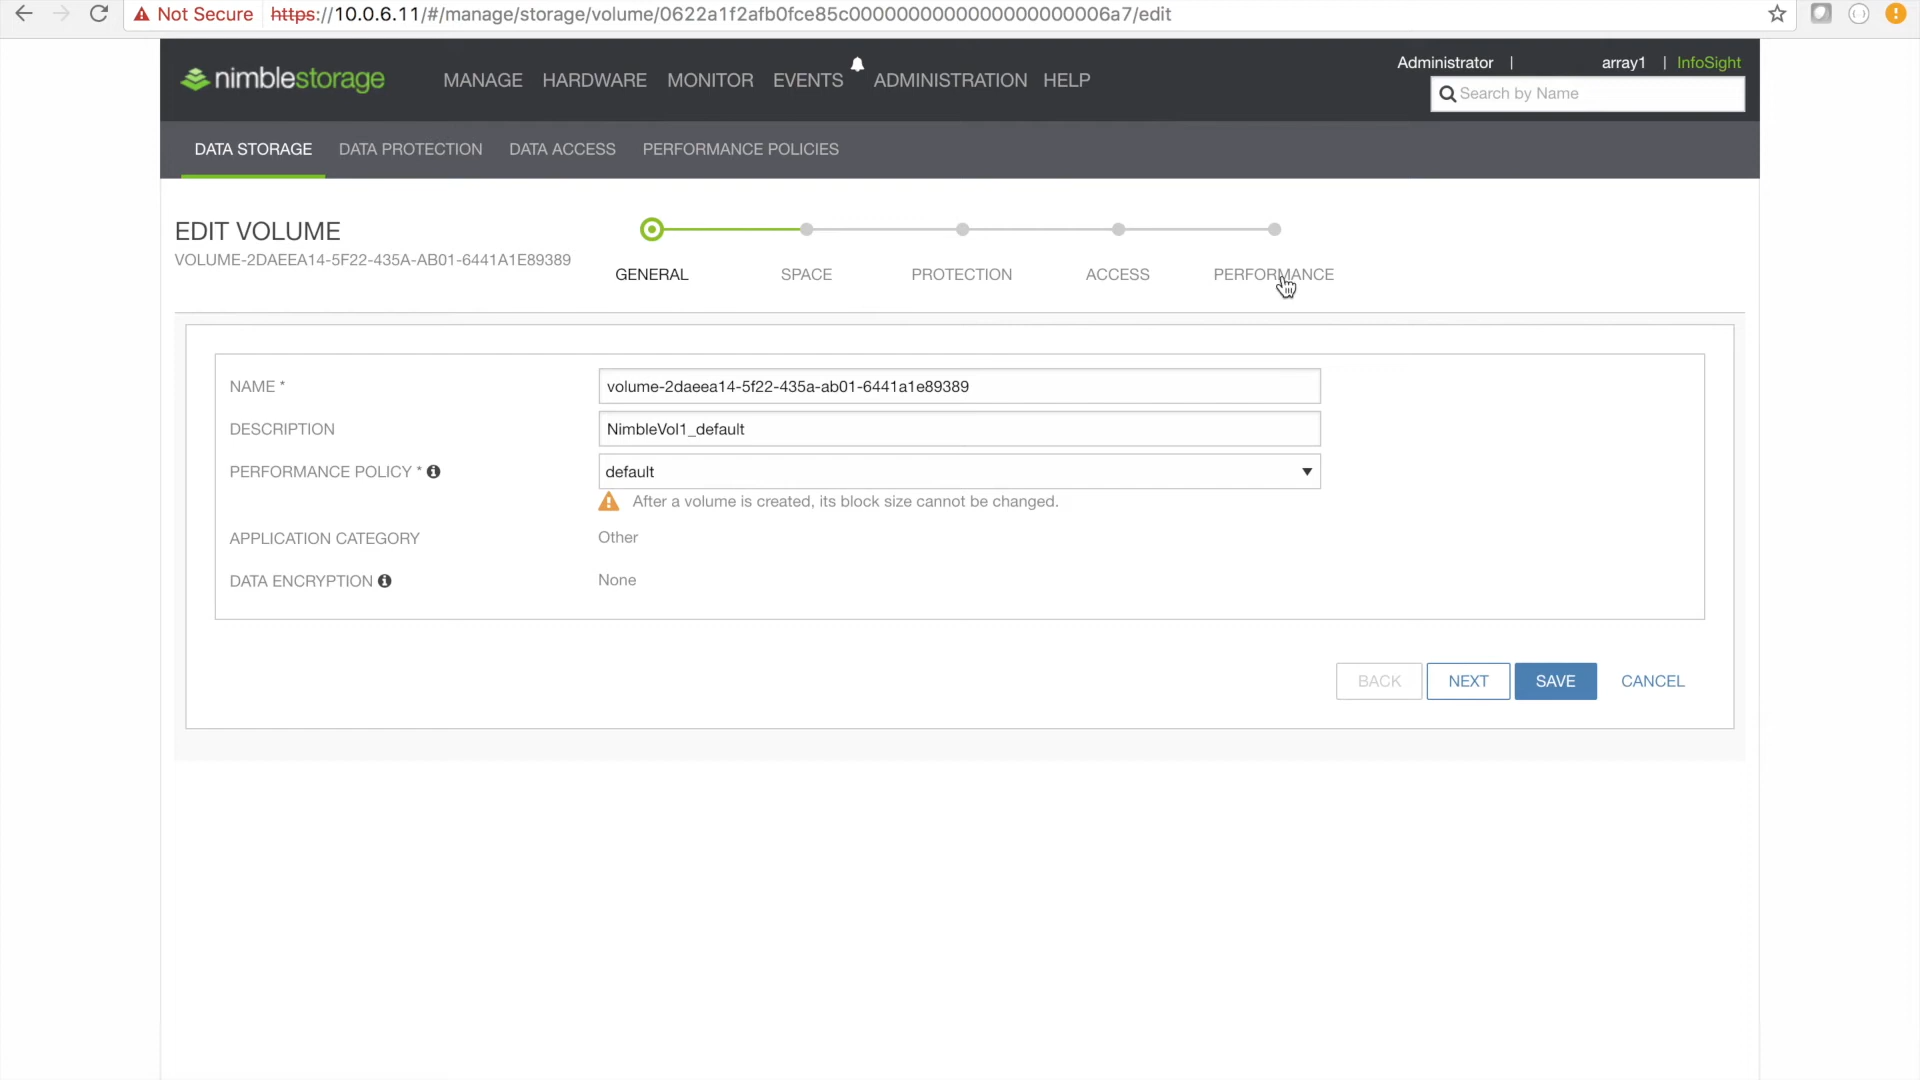 Not Secure https://10.0.6.11/#/manage/storage/volume/0622a1f2afb0fce85c0000000000000000000006a7/edit
nimblestorage MANAGE HARDWARE MONITOR EVENTS ADMINISTRATION HELP
Administrator | array1 | InfoSight
Search by Name
DATA STORAGE DATA PROTECTION DATA ACCESS PERFORMANCE POLICIES
EDIT VOLUME
VOLUME-2DAEEA14-5F22-435A-AB01-6441A1E89389
GENERAL SPACE PROTECTION ACCESS PERFORMANCE
NAME * volume-2daeea14-5f22-435a-ab01-6441a1e89389
DESCRIPTION NimbleVol1_default
PERFORMANCE POLICY * default
After a volume is created, its block size cannot be changed.
APPLICATION CATEGORY Other
DATA ENCRYPTION None
BACK NEXT SAVE CANCEL